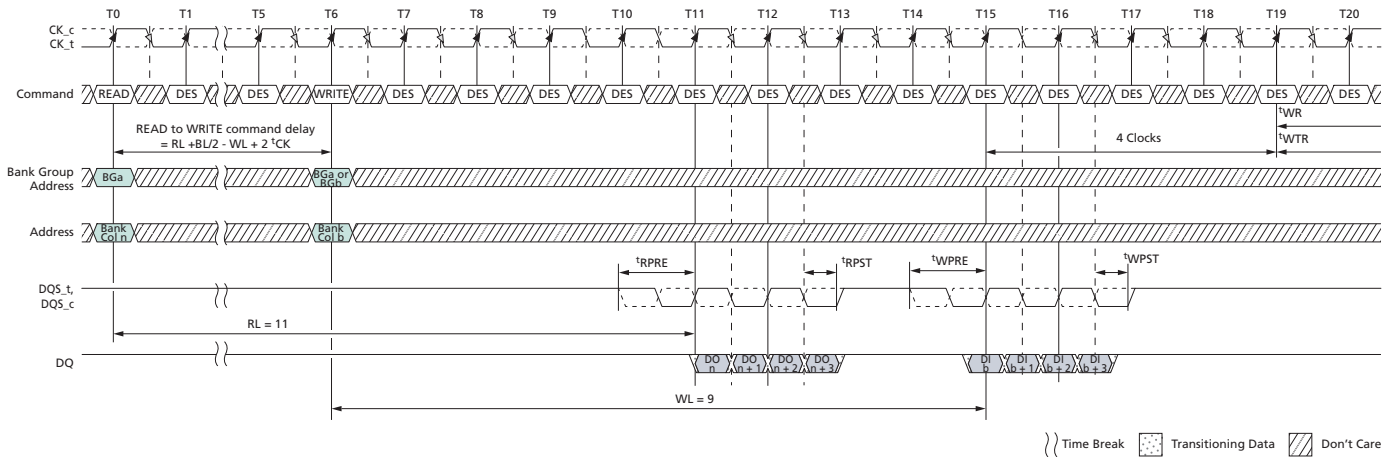 T0 T1 T5 T6 T7 T8 T9 T10 T11 T12 T13 T14 T15 T16 T17 T18 T19 T20
CK_c
CK_t
Command READ DES DES WRITE DES DES DES DES DES DES DES DES DES DES DES DES DES DES
tWR
READ to WRITE command delay
= RL +BL/2 - WL + 2 tCK
4 Clocks
tWTR
Bank Group
Address
BGa
BGa or
BGb
Address
Bank
Col n
Bank
Col b
tRPRE tRPST tWPRE tWPST
DQS_t,
DQS_c
RL = 11
DQ
DO
n
DO
n + 1
DO
n + 2
DO
n + 3
DI
b
DI
b + 1
DI
b + 2
DI
b + 3
WL = 9
Time Break Transitioning Data Don't Care